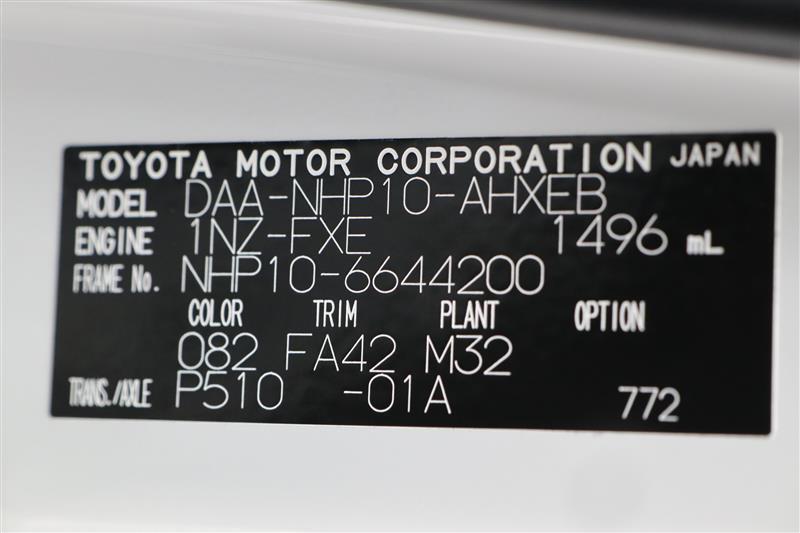 TOYOTA MOTOR CORPORATION JAPAN
MODEL DAA-NHP10-AHXEB
ENGINE 1NZ-FXE 1496 mL
FRAME No. NHP10-6644200
COLOR TRIM PLANT OPTION
082 FA42 M32
TRANS./AXLE P510 -01A 772